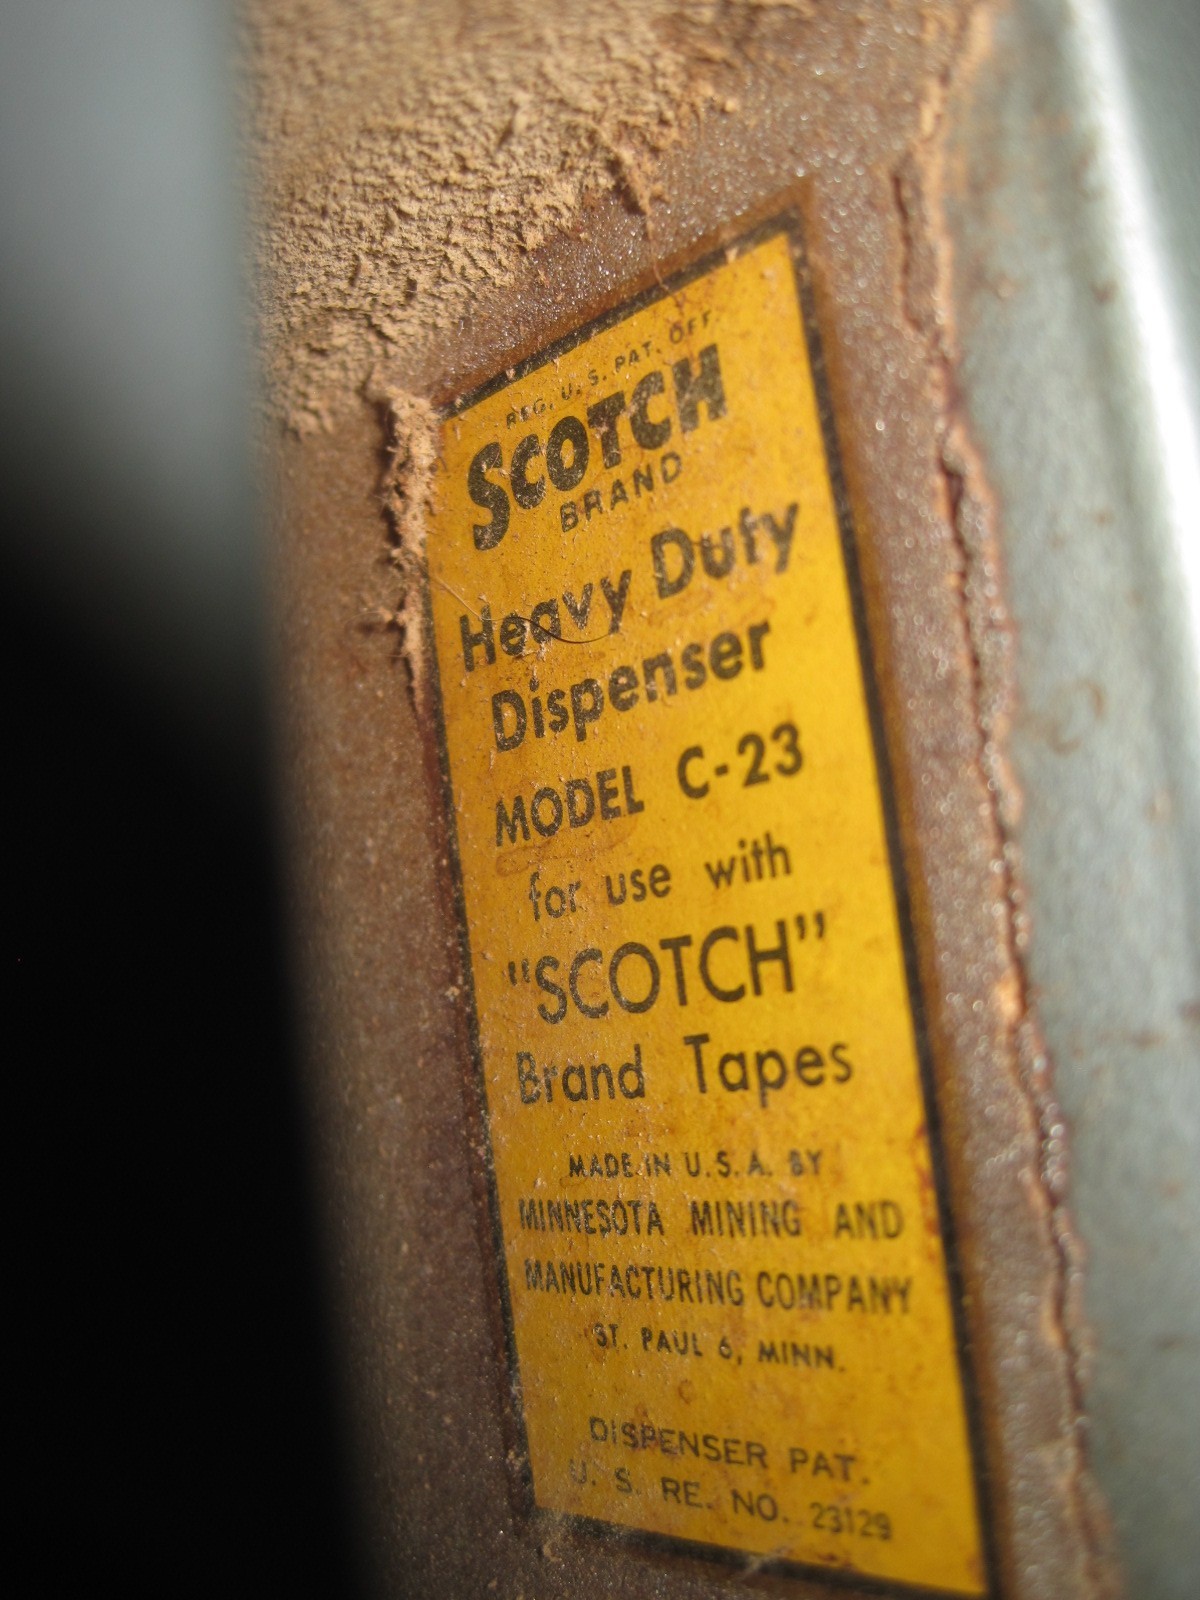 REG. U. S. PAT. OFF.
SCOTCH
BRAND
Heavy Duty
Dispenser
MODEL C-23
for use with
"SCOTCH"
Brand Tapes
MADE IN U.S.A. BY
MINNESOTA MINING AND
MANUFACTURING COMPANY
ST. PAUL 6, MINN.
DISPENSER PAT.
U. S. RE. NO. 23129